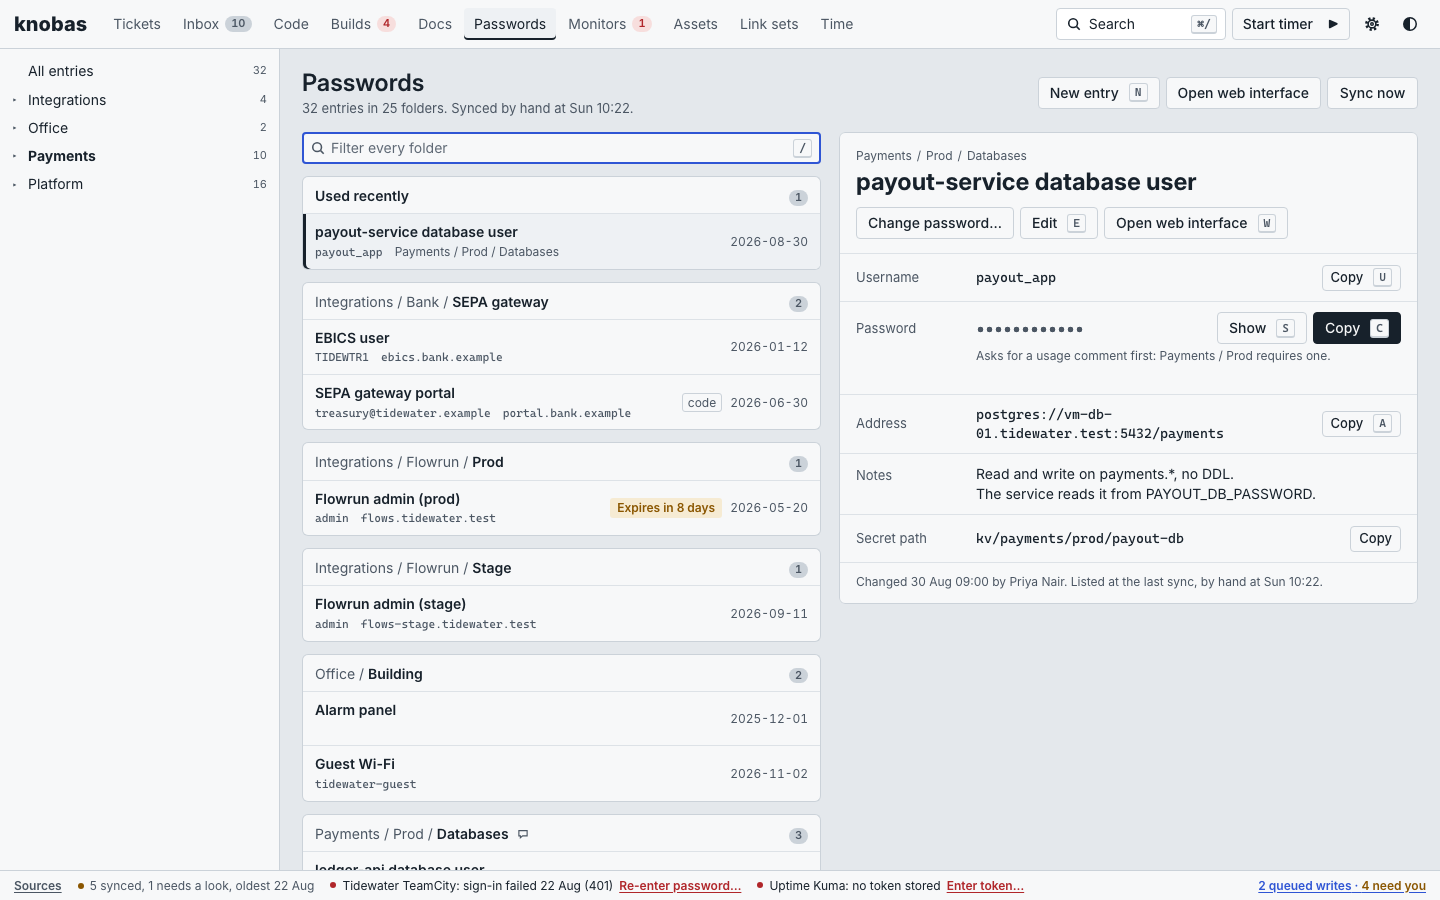 knobas Tickets Inbox 10 Code Builds 4 Docs Passwords Monitors 1 Assets Link sets Time Search ⌘/ Start timer
All entries 32
Integrations 4
Office 2
Payments 10
Platform 16
Passwords
32 entries in 25 folders. Synced by hand at Sun 10:22.
New entry N Open web interface Sync now
Filter every folder /
Used recently 1
payout-service database user
payout_app Payments / Prod / Databases 2026-08-30
Integrations / Bank / SEPA gateway 2
EBICS user
TIDEWTR1 ebics.bank.example 2026-01-12
SEPA gateway portal
treasury@tidewater.example portal.bank.example code 2026-06-30
Integrations / Flowrun / Prod 1
Flowrun admin (prod)
admin flows.tidewater.test Expires in 8 days 2026-05-20
Integrations / Flowrun / Stage 1
Flowrun admin (stage)
admin flows-stage.tidewater.test 2026-09-11
Office / Building 2
Alarm panel
2025-12-01
Guest Wi-Fi
tidewater-guest 2026-11-02
Payments / Prod / Databases 3
ledger-api database user
Payments / Prod / Databases
payout-service database user
Change password... Edit E Open web interface W
Username payout_app Copy U
Password •••••••••••• Show S Copy C
Asks for a usage comment first: Payments / Prod requires one.
Address postgres://vm-db-
01.tidewater.test:5432/payments Copy A
Notes Read and write on payments.*, no DDL.
The service reads it from PAYOUT_DB_PASSWORD.
Secret path kv/payments/prod/payout-db Copy
Changed 30 Aug 09:00 by Priya Nair. Listed at the last sync, by hand at Sun 10:22.
Sources 5 synced, 1 needs a look, oldest 22 Aug Tidewater TeamCity: sign-in failed 22 Aug (401) Re-enter password... Uptime Kuma: no token stored Enter token... 2 queued writes · 4 need you